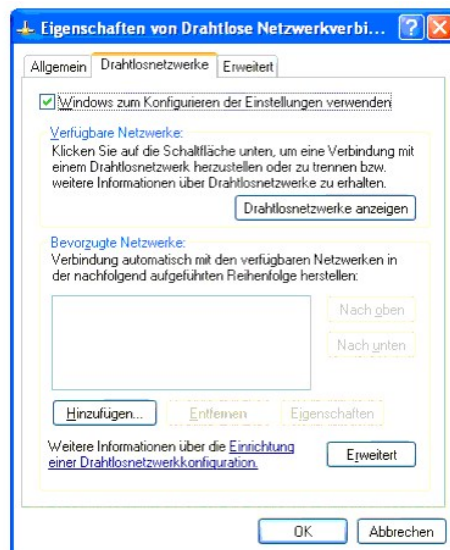 Eigenschaften von Drahtlose Netzwerkverbi...
Allgemein Drahtlosnetzwerke Erweitert
Windows zum Konfigurieren der Einstellungen verwenden
Verfügbare Netzwerke:
Klicken Sie auf die Schaltfläche unten, um eine Verbindung mit
einem Drahtlosnetzwerk herzustellen oder zu trennen bzw.
weitere Informationen über Drahtlosnetzwerke zu erhalten.
Drahtlosnetzwerke anzeigen
Bevorzugte Netzwerke:
Verbindung automatisch mit den verfügbaren Netzwerken in
der nachfolgend aufgeführten Reihenfolge herstellen:
Nach oben
Nach unten
Hinzufügen... Entfernen Eigenschaften
Weitere Informationen über die Einrichtung
einer Drahtlosnetzwerkkonfiguration.
Erweitert
OK Abbrechen